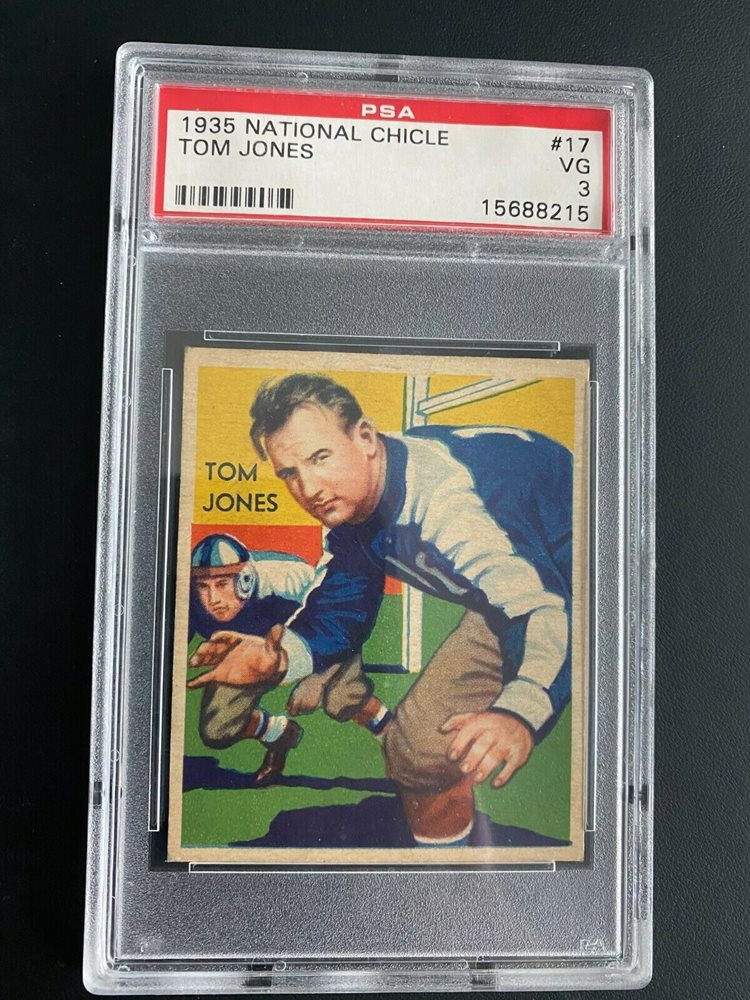 PSA
1935 NATIONAL CHICLE #17
TOM JONES VG
3
15688215
TOM
JONES